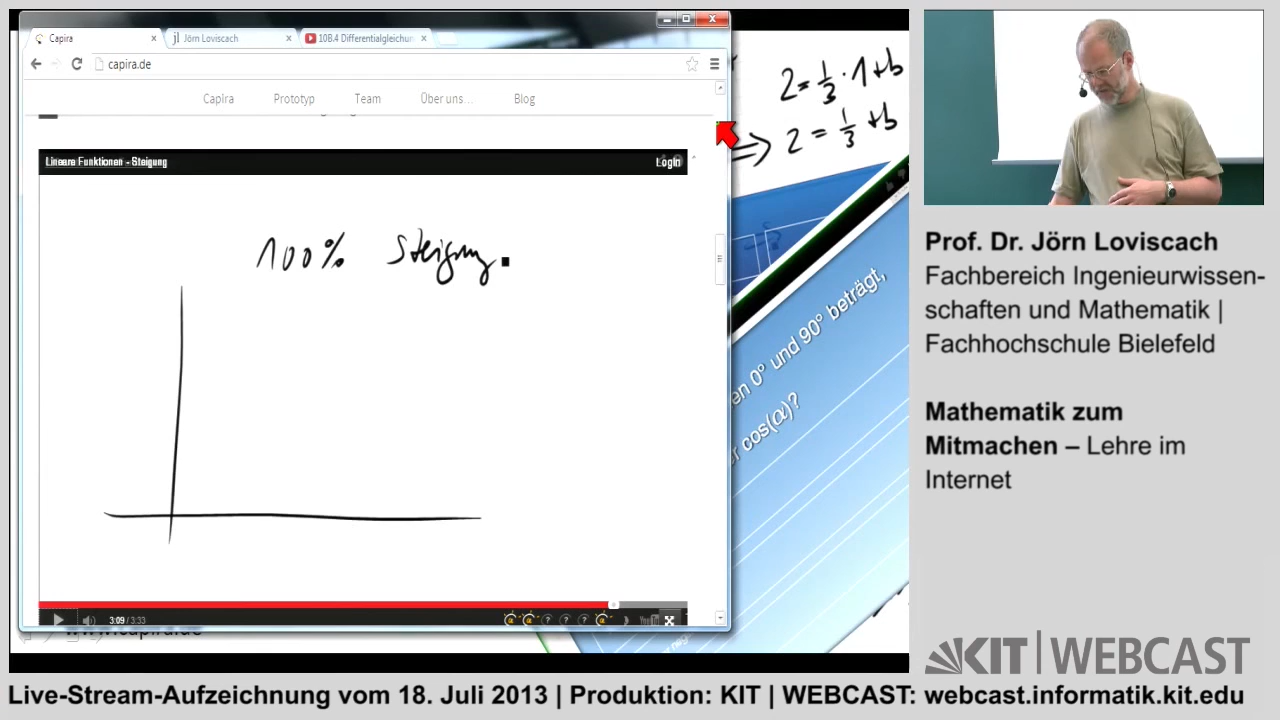 Capira
Jörn Loviscach
10B.4 Differentialgleichun
capira.de
Capira
Prototyp
Team
Über uns...
Blog
Lineare Funktionen - Steigung
Login
100% Steigung
3:09 / 3:33
2 = 1/3 · 1 + b
⇒ 2 = 1/3 + b
en 0° und 90° beträgt,
cos(α)?
Prof. Dr. Jörn Loviscach
Fachbereich Ingenieurwissen-
schaften und Mathematik |
Fachhochschule Bielefeld
Mathematik zum
Mitmachen – Lehre im
Internet
KIT | WEBCAST
Live-Stream-Aufzeichnung vom 18. Juli 2013 | Produktion: KIT | WEBCAST: webcast.informatik.kit.edu